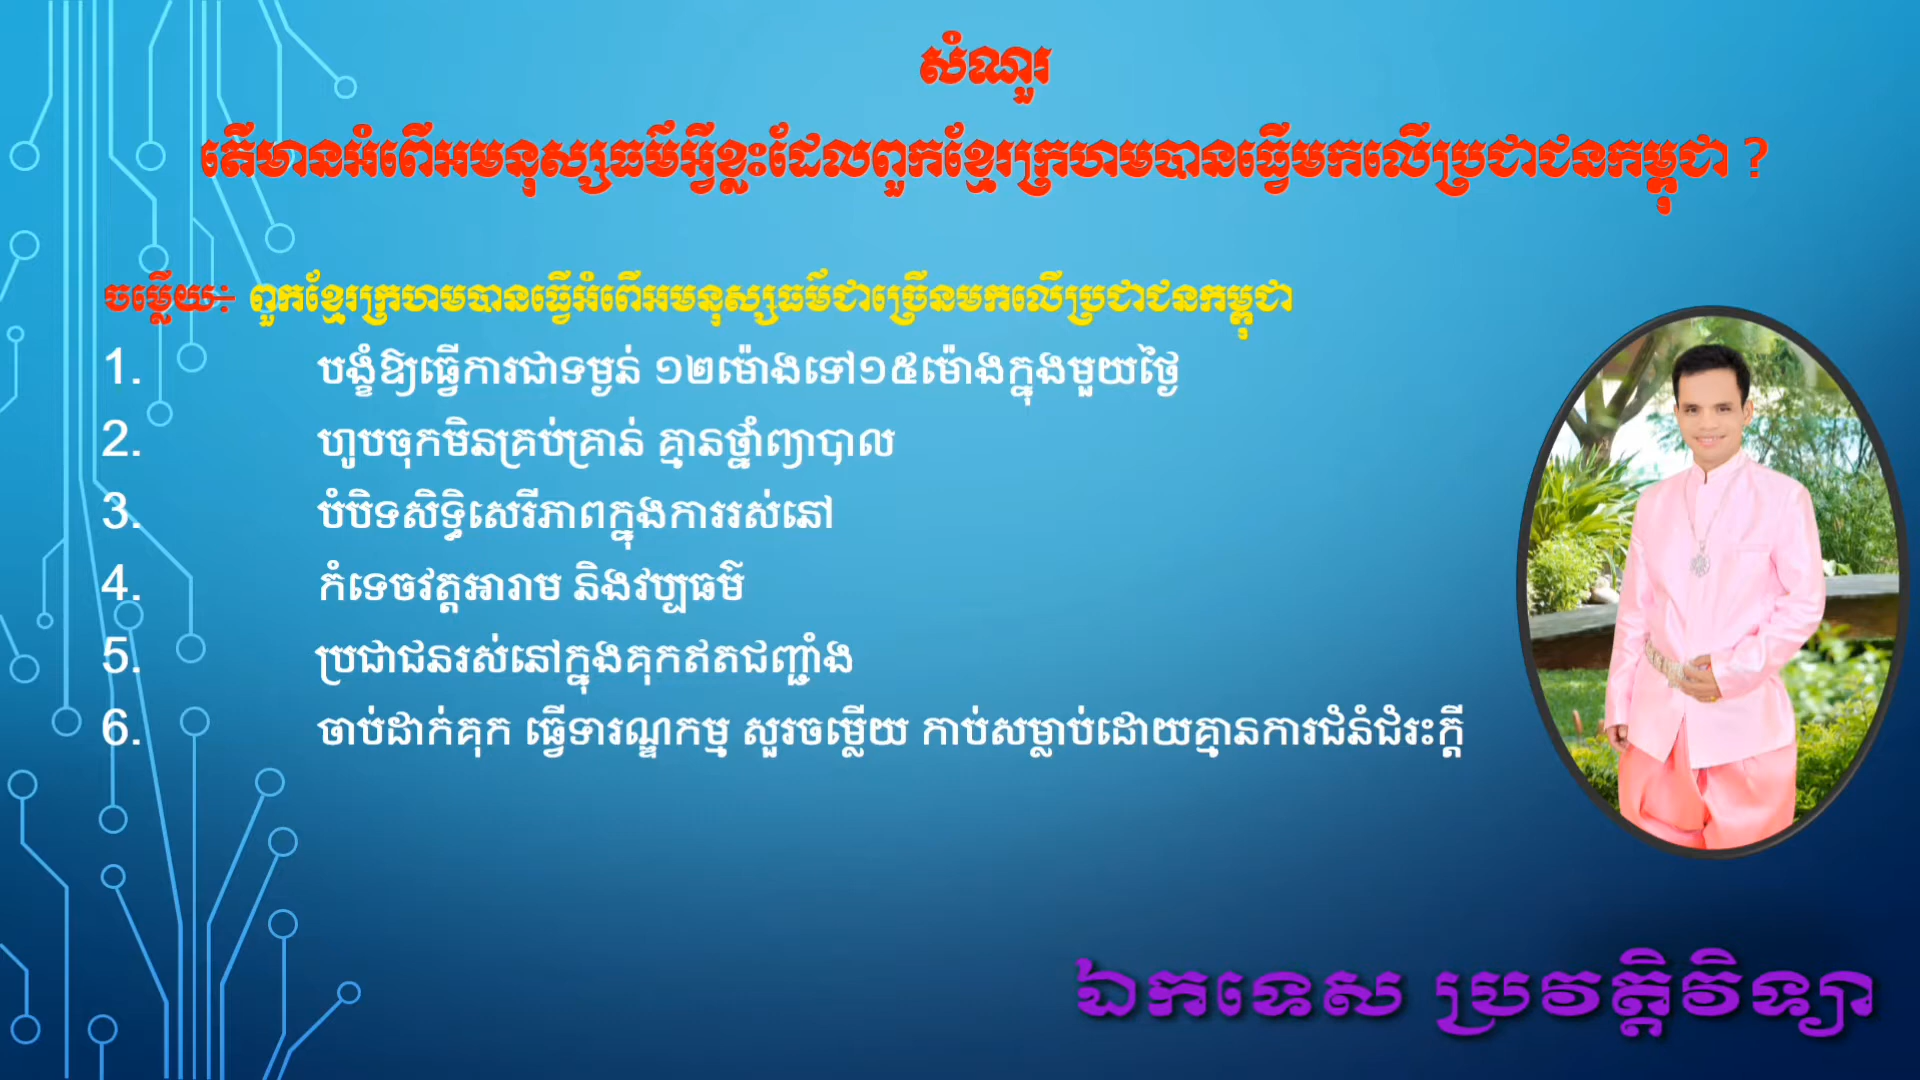 សំណួរ
តើមានអំពើអមនុស្សធម៌អ្វីខ្លះដែលពួកខ្មែរក្រហមបានធ្វើមកលើប្រជាជនកម្ពុជា ?
ចម្លើយ÷ ពួកខ្មែរក្រហមបានធ្វើអំពើអមនុស្សធម៌ជាច្រើនមកលើប្រជាជនកម្ពុជា
1. បង្ខំឱ្យធ្វើការជាទម្ងន់ ១២ម៉ោងទៅ១៥ម៉ោងក្នុងមួយថ្ងៃ
2. ហូបចុកមិនគ្រប់គ្រាន់ គ្មានថ្នាំព្យាបាល
3. បំបិទសិទ្ធិសេរីភាពក្នុងការរស់នៅ
4. កំទេចវត្តអារាម និងវប្បធម៌
5. ប្រជាជនរស់នៅក្នុងគុកឥតជញ្ជាំង
6. ចាប់ដាក់គុក ធ្វើទារណ្ឌកម្ម សួរចម្លើយ កាប់សម្លាប់ដោយគ្មានការជំនំជំរះក្តី
ឯកទេស ប្រវត្តិវិទ្យា